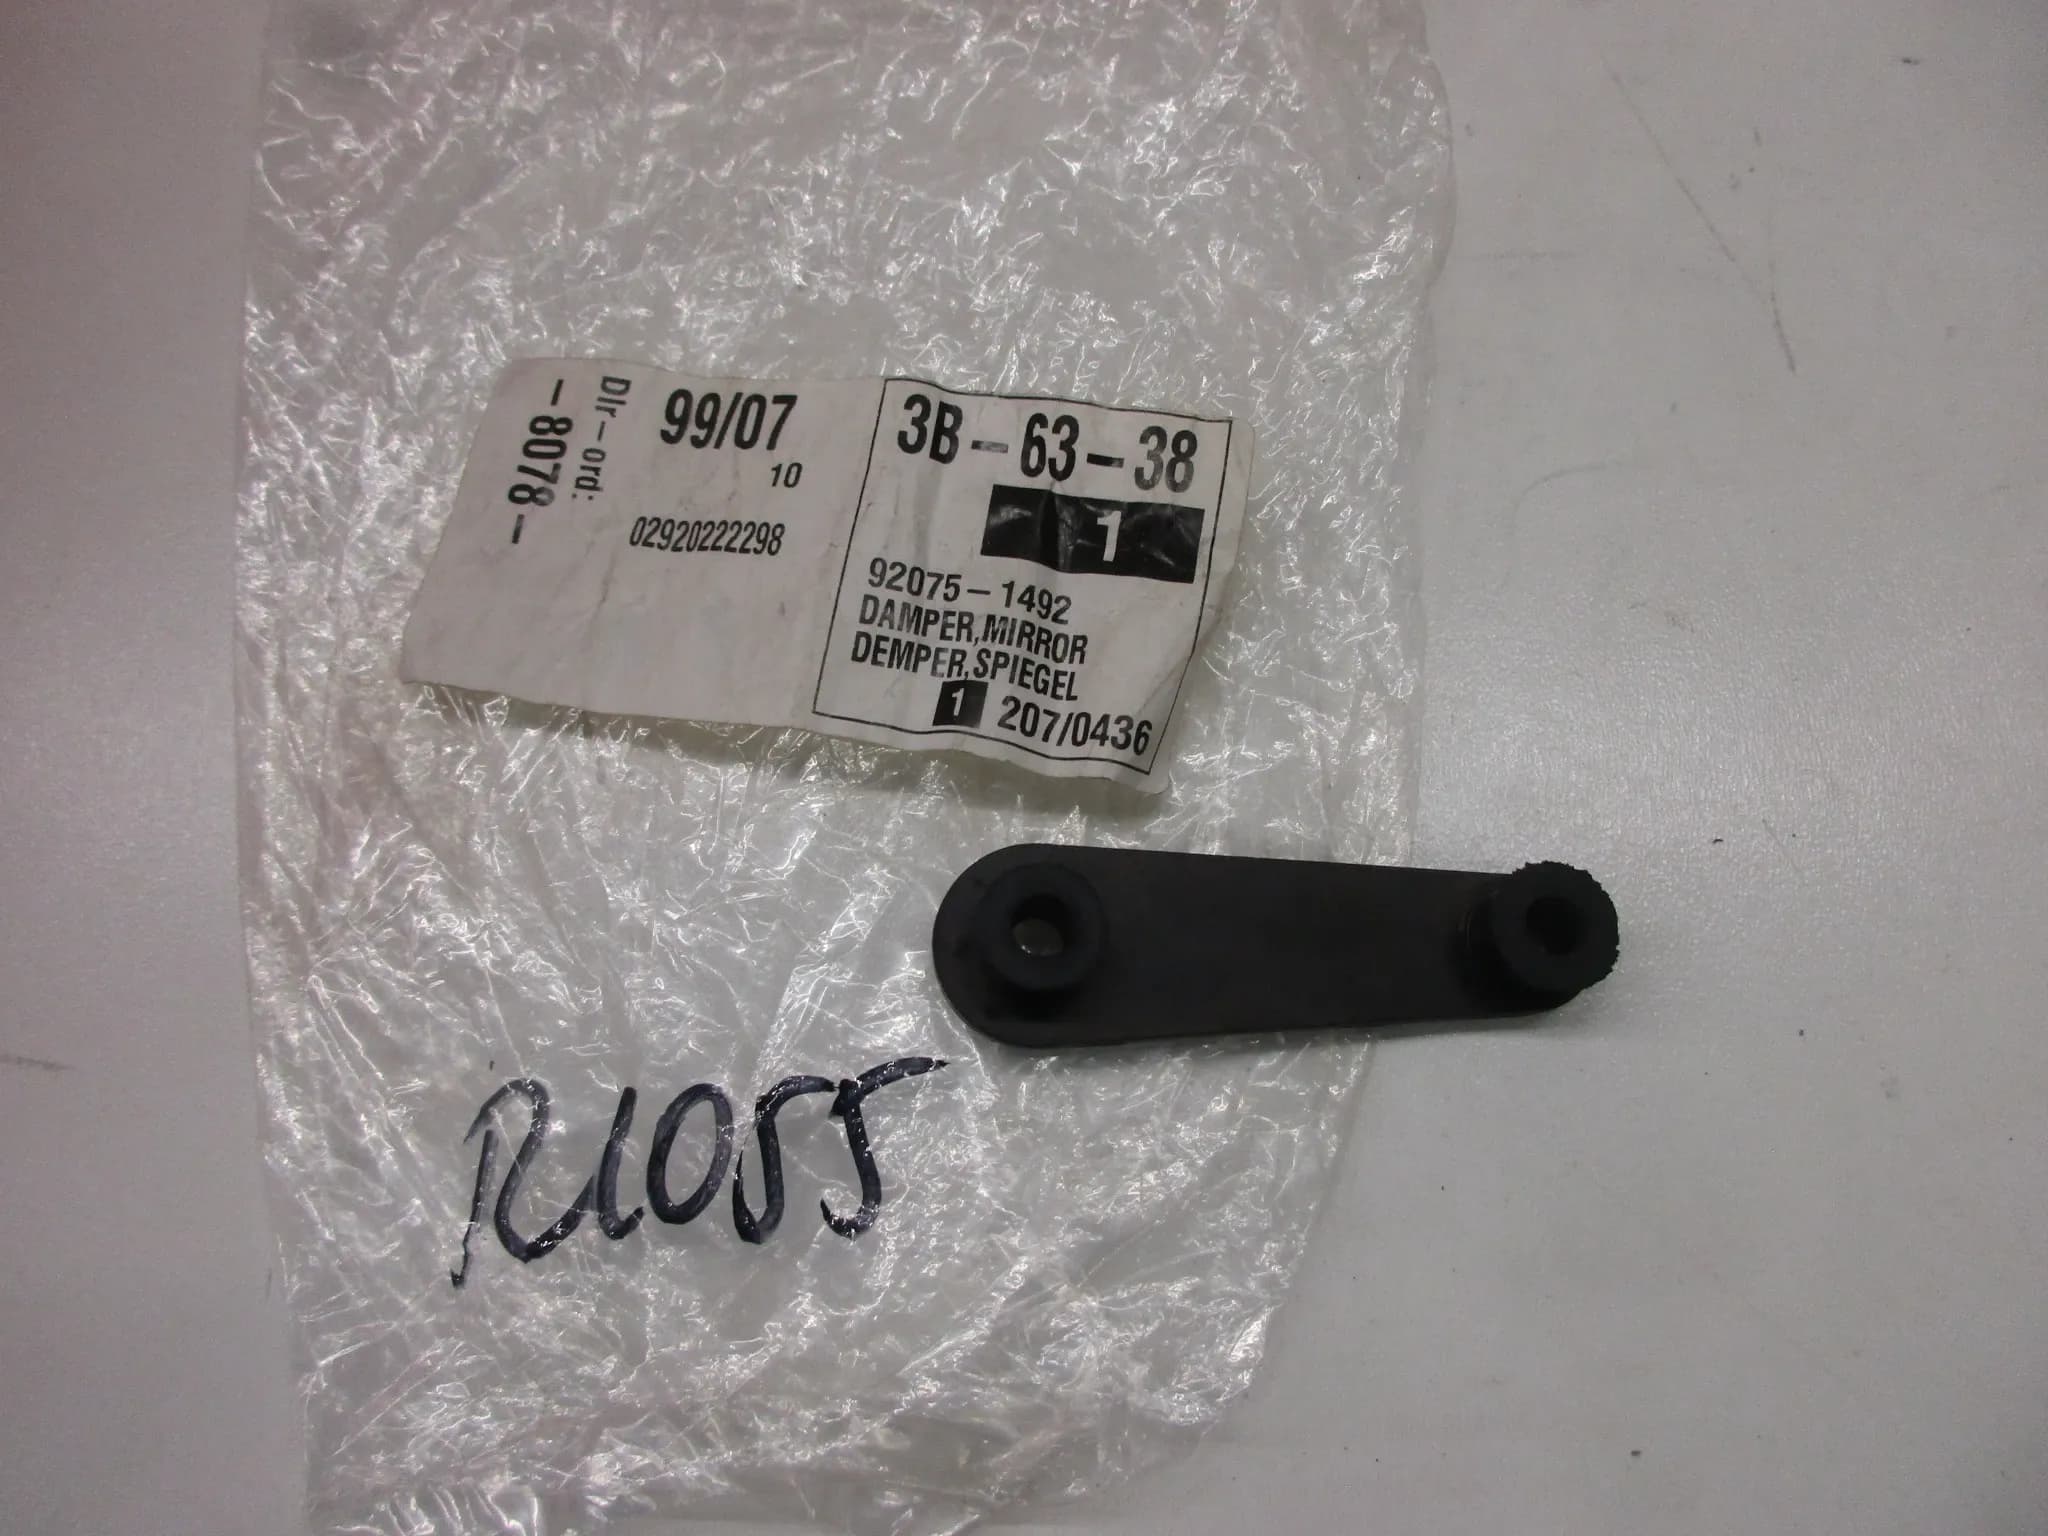 Dlr-ord:
-8078-
99/07
10
02920222298
3B-63-38
1
92075-1492
DAMPER,MIRROR
DEMPER,SPIEGEL
1 207/0436
R1055